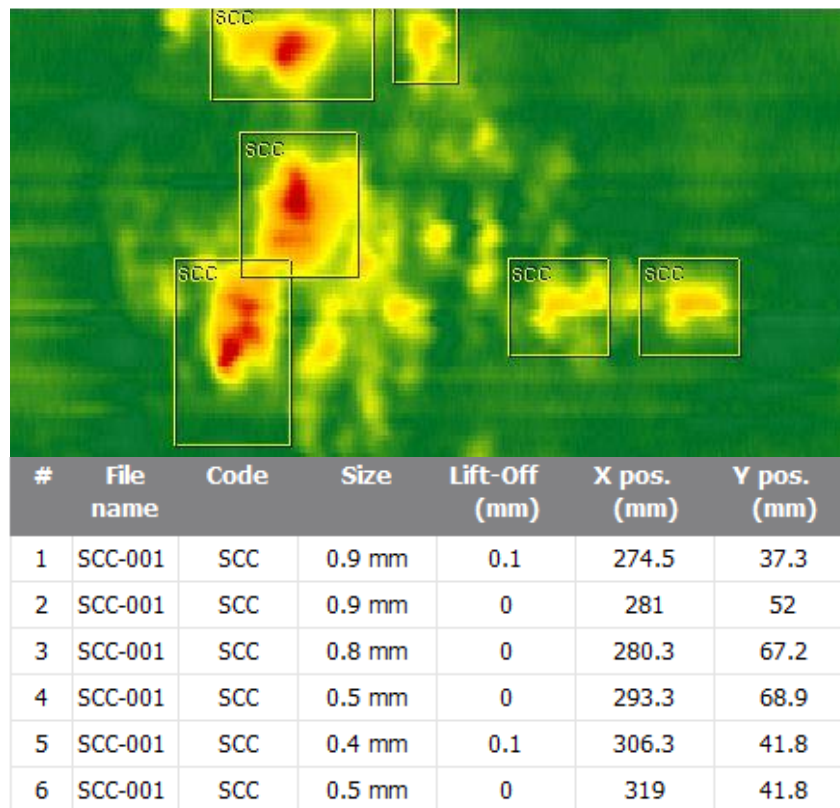 SCC
SCC
SCC
SCC SCC
# File name Code Size Lift-Off (mm) X pos. (mm) Y pos. (mm)
1 SCC-001 SCC 0.9 mm 0.1 274.5 37.3
2 SCC-001 SCC 0.9 mm 0 281 52
3 SCC-001 SCC 0.8 mm 0 280.3 67.2
4 SCC-001 SCC 0.5 mm 0 293.3 68.9
5 SCC-001 SCC 0.4 mm 0.1 306.3 41.8
6 SCC-001 SCC 0.5 mm 0 319 41.8